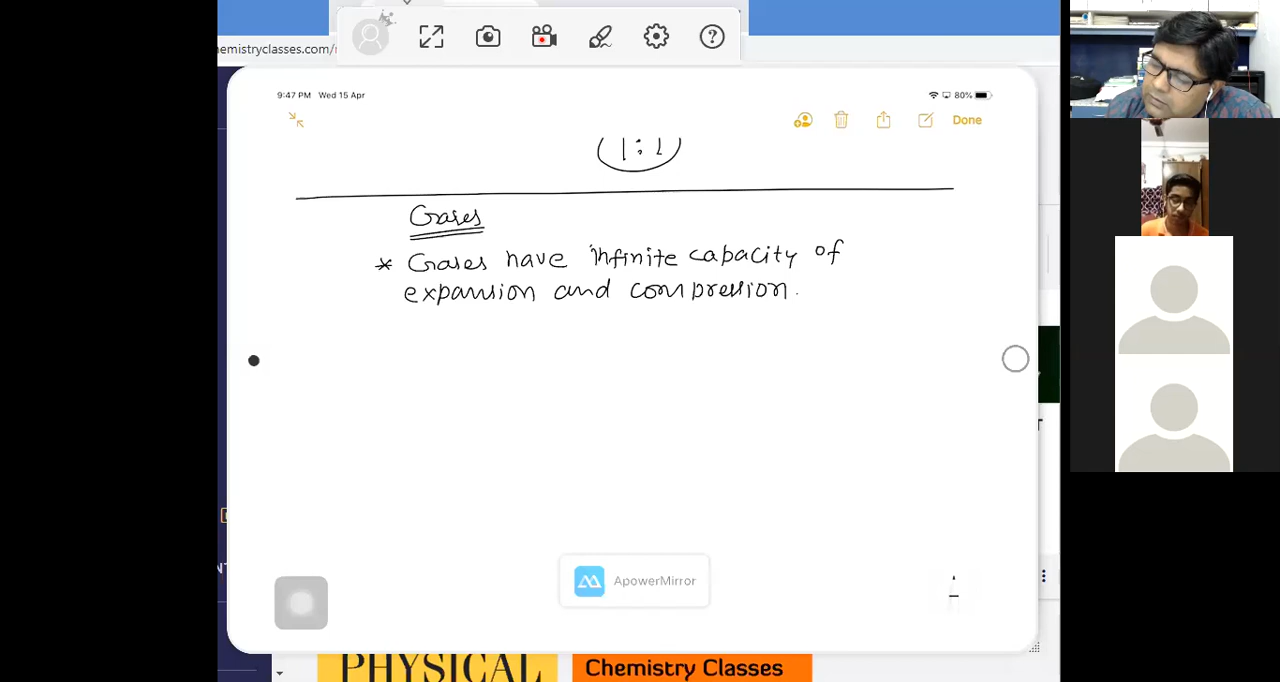 emistryclasses.com/
9:47 PM Wed 15 Apr
80%
Done
1:1
Gases
* Gases have infinite capacity of
expansion and compression.
ApowerMirror
PHYSICAL
Chemistry Classes